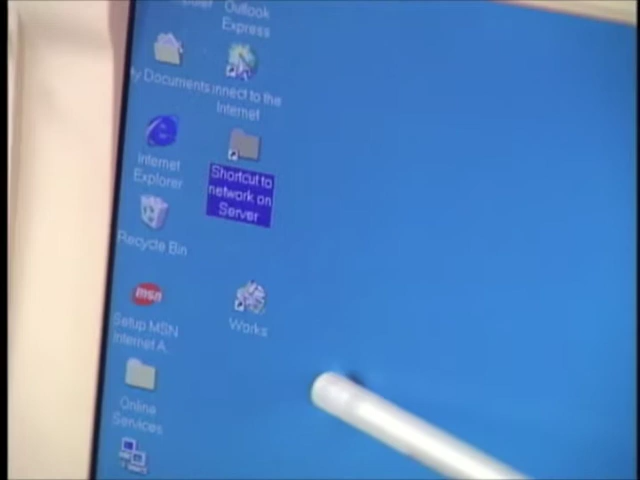 Outlook
Express
My Documents
Connect to the
Internet
Internet
Explorer
Shortcut to
network on
Server
Recycle Bin
msn
Setup MSN
Internet A...
Works
Online
Services